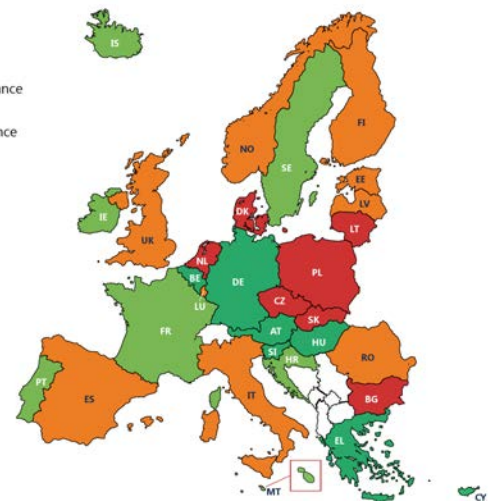 IS
ance
nce
FI
NO
SE
EE
LV
IE
DK
LT
UK
NL
BE
DE
PL
LU
CZ
SK
FR
AT
HU
SI
HR
RO
PT
ES
IT
BG
EL
MT
CY